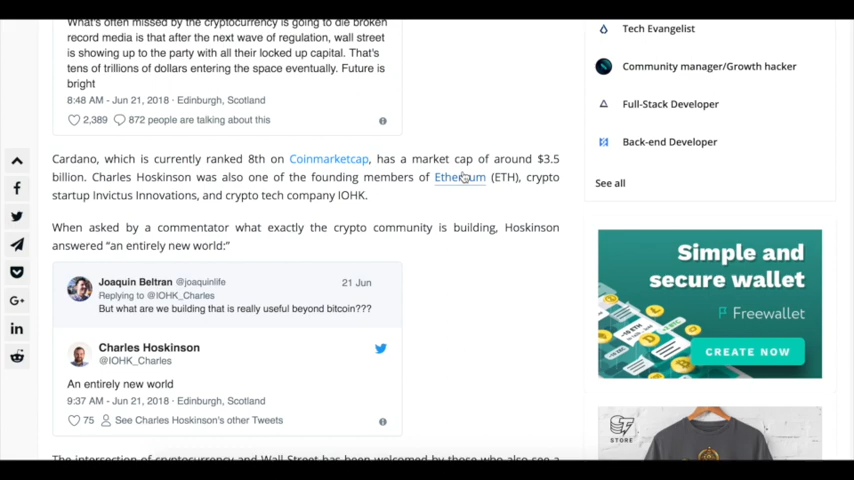 What's often missed by the cryptocurrency is going to die broken
record media is that after the next wave of regulation, wall street
is showing up to the party with all their locked up capital. That's
tens of trillions of dollars entering the space eventually. Future is
bright
8:48 AM - Jun 21, 2018 · Edinburgh, Scotland
2,389 872 people are talking about this
Cardano, which is currently ranked 8th on Coinmarketcap, has a market cap of around $3.5
billion. Charles Hoskinson was also one of the founding members of Ethereum (ETH), crypto
startup Invictus Innovations, and crypto tech company IOHK.
When asked by a commentator what exactly the crypto community is building, Hoskinson
answered “an entirely new world:”
Joaquin Beltran @joaquinlife 21 Jun
Replying to @IOHK_Charles
But what are we building that is really useful beyond bitcoin???
Charles Hoskinson
@IOHK_Charles
An entirely new world
9:37 AM - Jun 21, 2018 · Edinburgh, Scotland
75 See Charles Hoskinson's other Tweets
The intersection of cryptocurrency and Wall Street has been welcomed by those who also see a
Tech Evangelist
Community manager/Growth hacker
Full-Stack Developer
Back-end Developer
See all
Simple and
secure wallet
Freewallet
CREATE NOW
STORE